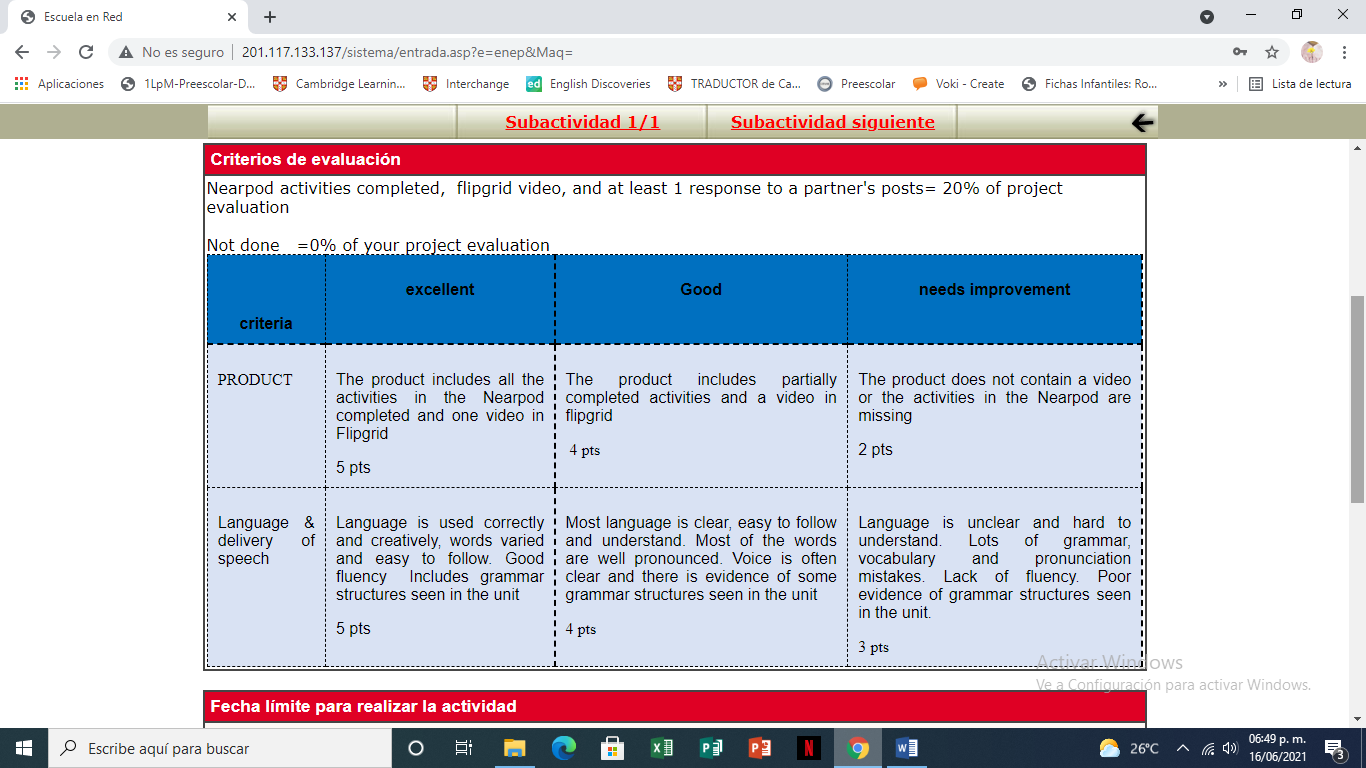 Escuela en Red
No es seguro | 201.117.133.137/sistema/entrada.asp?e=enep&Maq=
Aplicaciones 1LpM-Preescolar-D... Cambridge Learnin... Interchange ed English Discoveries TRADUCTOR de Ca... Preescolar Voki - Create Fichas Infantiles: Ro... » Lista de lectura
Subactividad 1/1 Subactividad siguiente
Criterios de evaluación
Nearpod activities completed, flipgrid video, and at least 1 response to a partner's posts= 20% of project
evaluation
Not done =0% of your project evaluation
criteria
excellent
Good
needs improvement
PRODUCT
The product includes all the
activities in the Nearpod
completed and one video in
Flipgrid
5 pts
The product includes partially
completed activities and a video in
flipgrid
4 pts
The product does not contain a video
or the activities in the Nearpod are
missing
2 pts
Language &
delivery of
speech
Language is used correctly
and creatively, words varied
and easy to follow. Good
fluency Includes grammar
structures seen in the unit
5 pts
Most language is clear, easy to follow
and understand. Most of the words
are well pronounced. Voice is often
clear and there is evidence of some
grammar structures seen in the unit
4 pts
Language is unclear and hard to
understand. Lots of grammar,
vocabulary and pronunciation
mistakes. Lack of fluency. Poor
evidence of grammar structures seen
in the unit.
3 pts
Activar Windows
Ve a Configuración para activar Windows.
Fecha límite para realizar la actividad
Escribe aquí para buscar
26°C
06:49 p. m.
16/06/2021
3